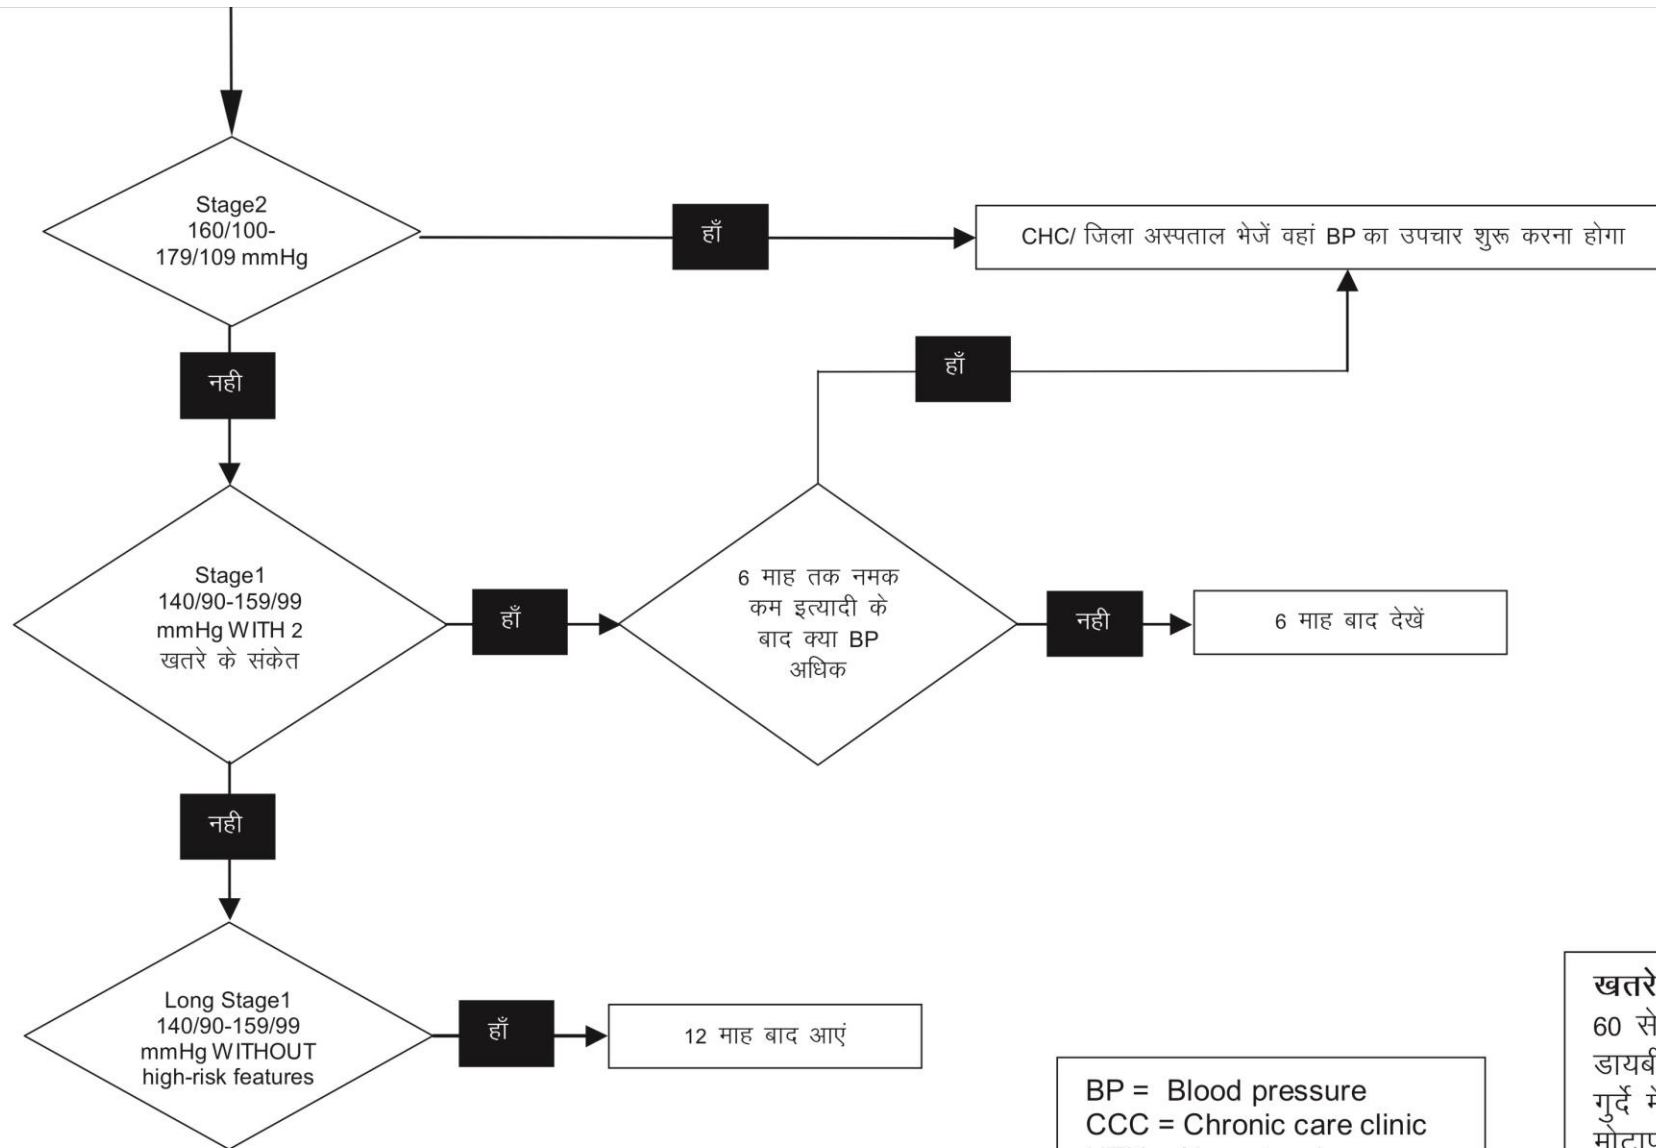 Stage2
160/100-
179/109 mmHg
हाँ
CHC/ जिला अस्पताल भेजें वहां BP का उपचार शुरू करना होगा
नही
हाँ
Stage1
140/90-159/99
mmHg WITH 2
खतरे के संकेत
हाँ
6 माह तक नमक
कम इत्यादी के
बाद क्या BP
अधिक
नही
6 माह बाद देखें
नही
Long Stage1
140/90-159/99
mmHg WITHOUT
high-risk features
हाँ
12 माह बाद आएं
BP = Blood pressure
CCC = Chronic care clinic
खतरे
60 से
डायबी
गुर्दे में